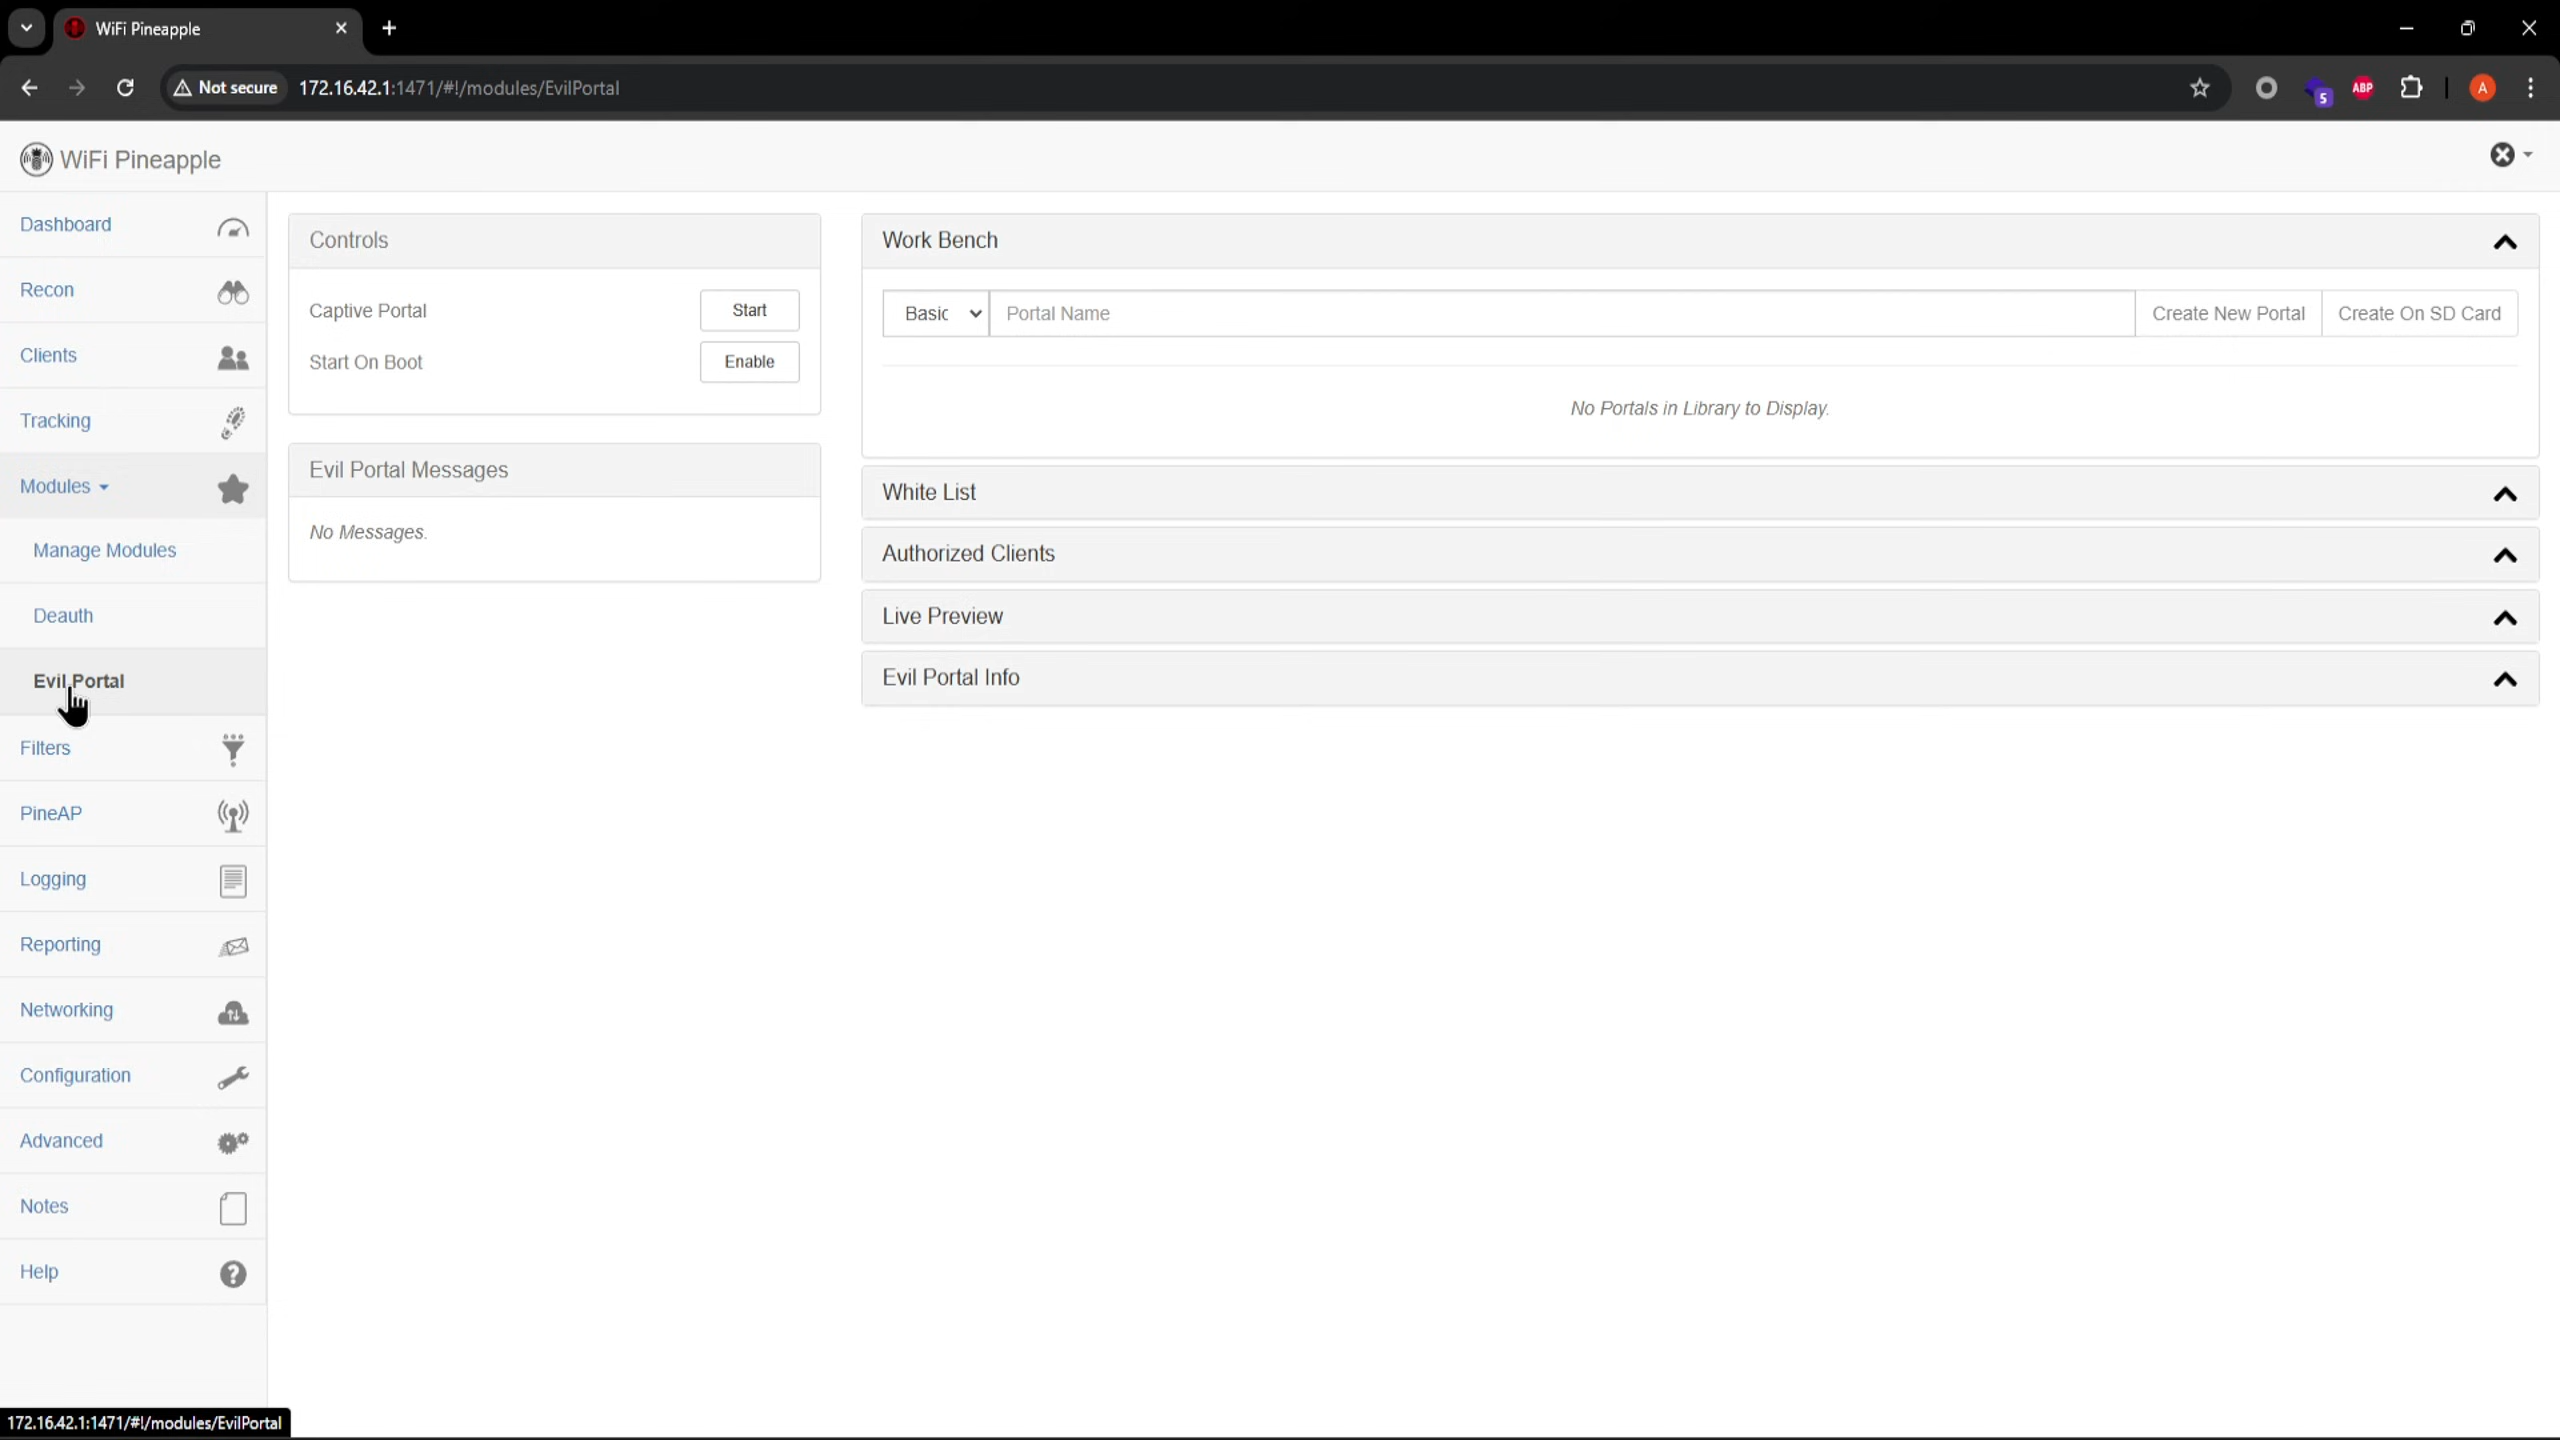 WiFi Pineapple
Not secure
172.16.42.1:1471/#!/modules/EvilPortal
5
ABP
A
WiFi Pineapple
Dashboard
Recon
Clients
Tracking
Modules
Manage Modules
Deauth
Evil Portal
Filters
PineAP
Logging
Reporting
Networking
Configuration
Advanced
Notes
Help
Controls
Captive Portal
Start
Start On Boot
Enable
Evil Portal Messages
No Messages.
Work Bench
Basic
Portal Name
Create New Portal
Create On SD Card
No Portals in Library to Display.
White List
Authorized Clients
Live Preview
Evil Portal Info
172.16.42.1:1471/#!/modules/EvilPortal